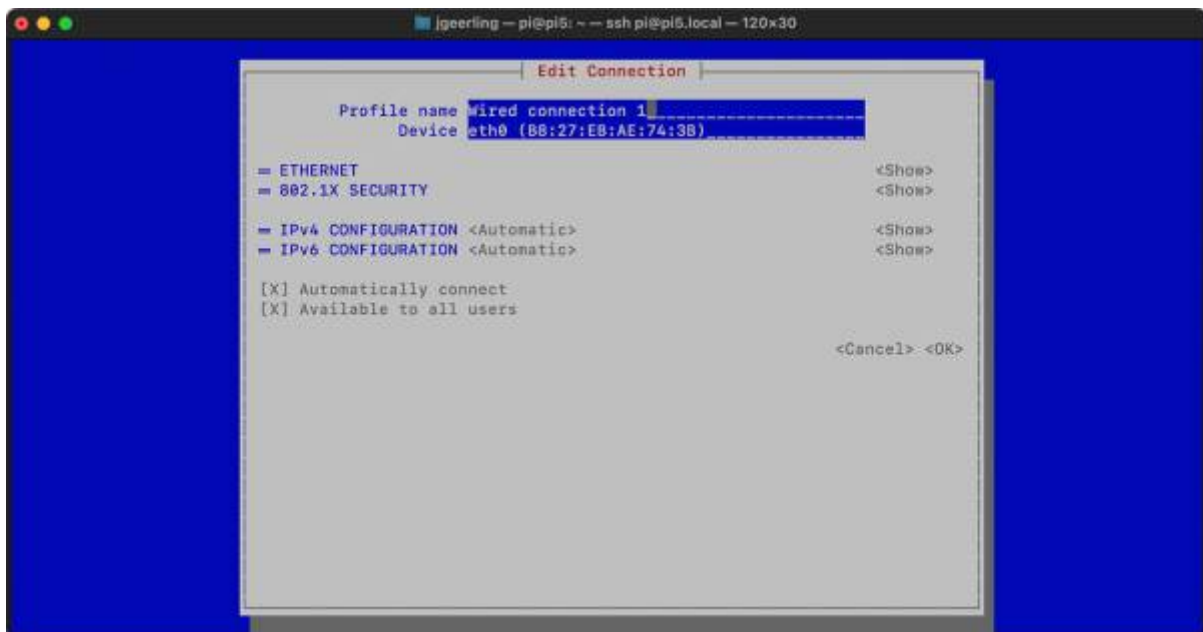 jgeerling — pi@pi5: ~ — ssh pi@pi5.local — 120×30
Edit Connection
Profile name Wired connection 1
Device eth0 (B8:27:EB:AE:74:3B)
= ETHERNET <Show>
= 802.1X SECURITY <Show>
= IPv4 CONFIGURATION <Automatic> <Show>
= IPv6 CONFIGURATION <Automatic> <Show>
[X] Automatically connect
[X] Available to all users
<Cancel> <OK>